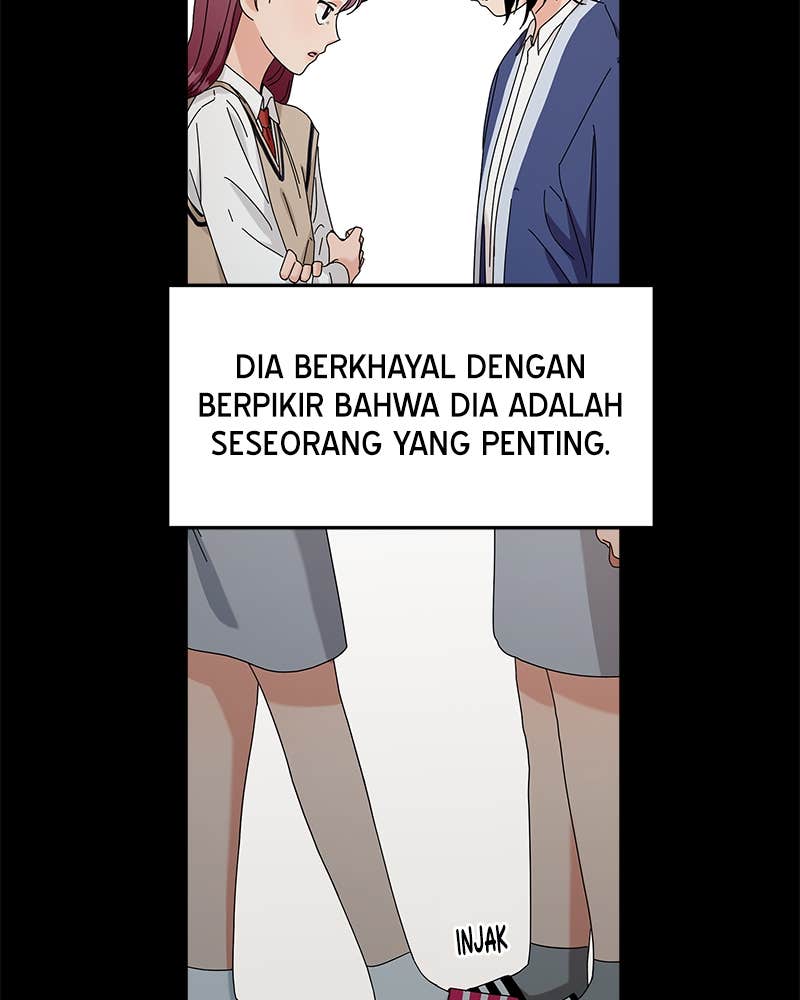 DIA BERKHAYAL DENGAN
BERPIKIR BAHWA DIA ADALAH
SESEORANG YANG PENTING.
INJAK